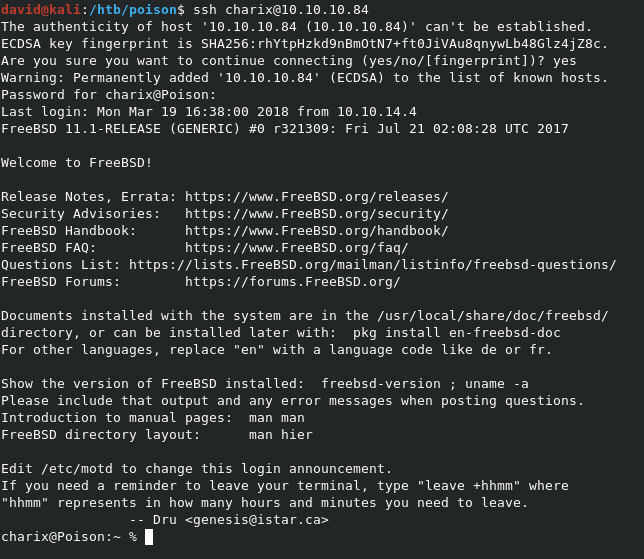 david@kali:/htb/poison$ ssh charix@10.10.10.84
The authenticity of host '10.10.10.84 (10.10.10.84)' can't be established.
ECDSA key fingerprint is SHA256:rhYtpHzkd9nBmOtN7+ft0JiVAu8qnywLb48Glz4jZ8c.
Are you sure you want to continue connecting (yes/no/[fingerprint])? yes
Warning: Permanently added '10.10.10.84' (ECDSA) to the list of known hosts.
Password for charix@Poison:
Last login: Mon Mar 19 16:38:00 2018 from 10.10.14.4
FreeBSD 11.1-RELEASE (GENERIC) #0 r321309: Fri Jul 21 02:08:28 UTC 2017

Welcome to FreeBSD!

Release Notes, Errata: https://www.FreeBSD.org/releases/
Security Advisories:   https://www.FreeBSD.org/security/
FreeBSD Handbook:      https://www.FreeBSD.org/handbook/
FreeBSD FAQ:           https://www.FreeBSD.org/faq/
Questions List: https://lists.FreeBSD.org/mailman/listinfo/freebsd-questions/
FreeBSD Forums:        https://forums.FreeBSD.org/

Documents installed with the system are in the /usr/local/share/doc/freebsd/
directory, or can be installed later with:  pkg install en-freebsd-doc
For other languages, replace "en" with a language code like de or fr.

Show the version of FreeBSD installed:  freebsd-version ; uname -a
Please include that output and any error messages when posting questions.
Introduction to manual pages:  man man
FreeBSD directory layout:      man hier

Edit /etc/motd to change this login announcement.
If you need a reminder to leave your terminal, type "leave +hhmm" where
"hhmm" represents in how many hours and minutes you need to leave.
                -- Dru <genesis@istar.ca>
charix@Poison:~ %